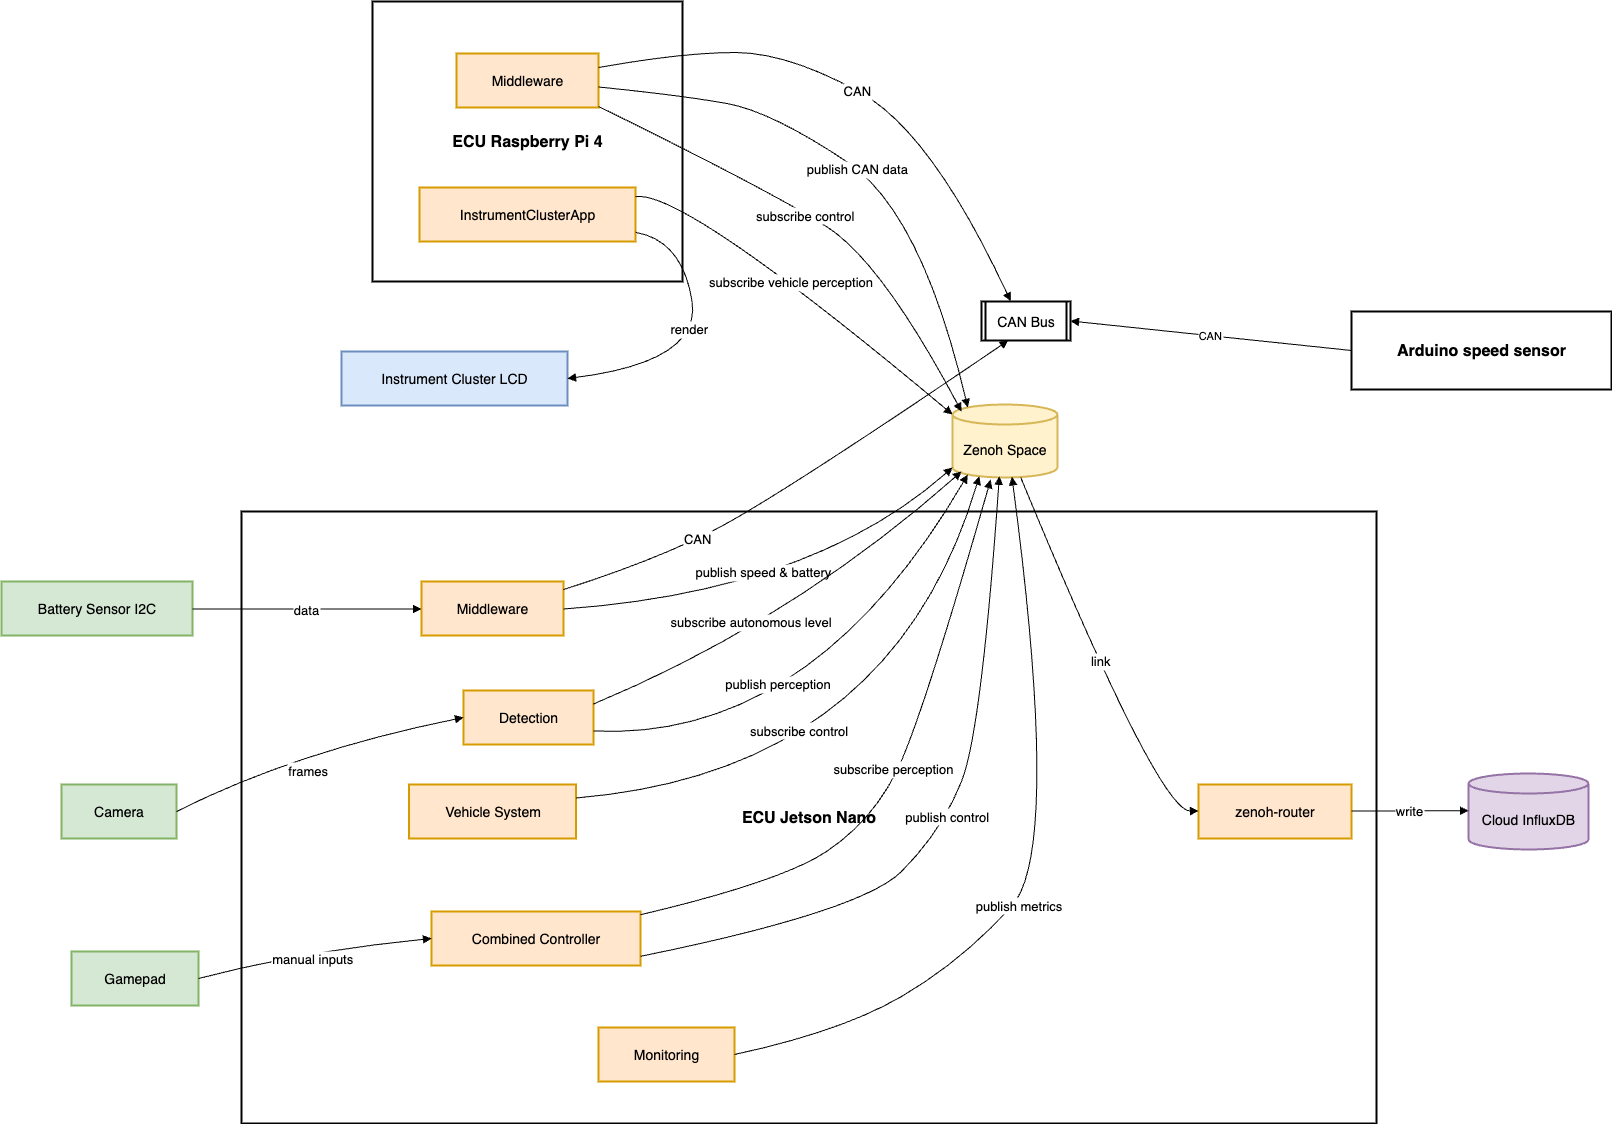 Middleware
CAN
ECU Raspberry Pi 4
publish CAN data
InstrumentClusterApp
subscribe control
subscribe vehicle perception
render
CAN Bus
CAN
Arduino speed sensor
Instrument Cluster LCD
Zenoh Space
CAN
publish speed & battery
Battery Sensor I2C
data
Middleware
subscribe autonomous level
link
publish perception
Detection
subscribe control
frames
subscribe perception
Camera
Vehicle System
ECU Jetson Nano
publish control
zenoh-router
write
Cloud InfluxDB
publish metrics
Combined Controller
manual inputs
Gamepad
Monitoring